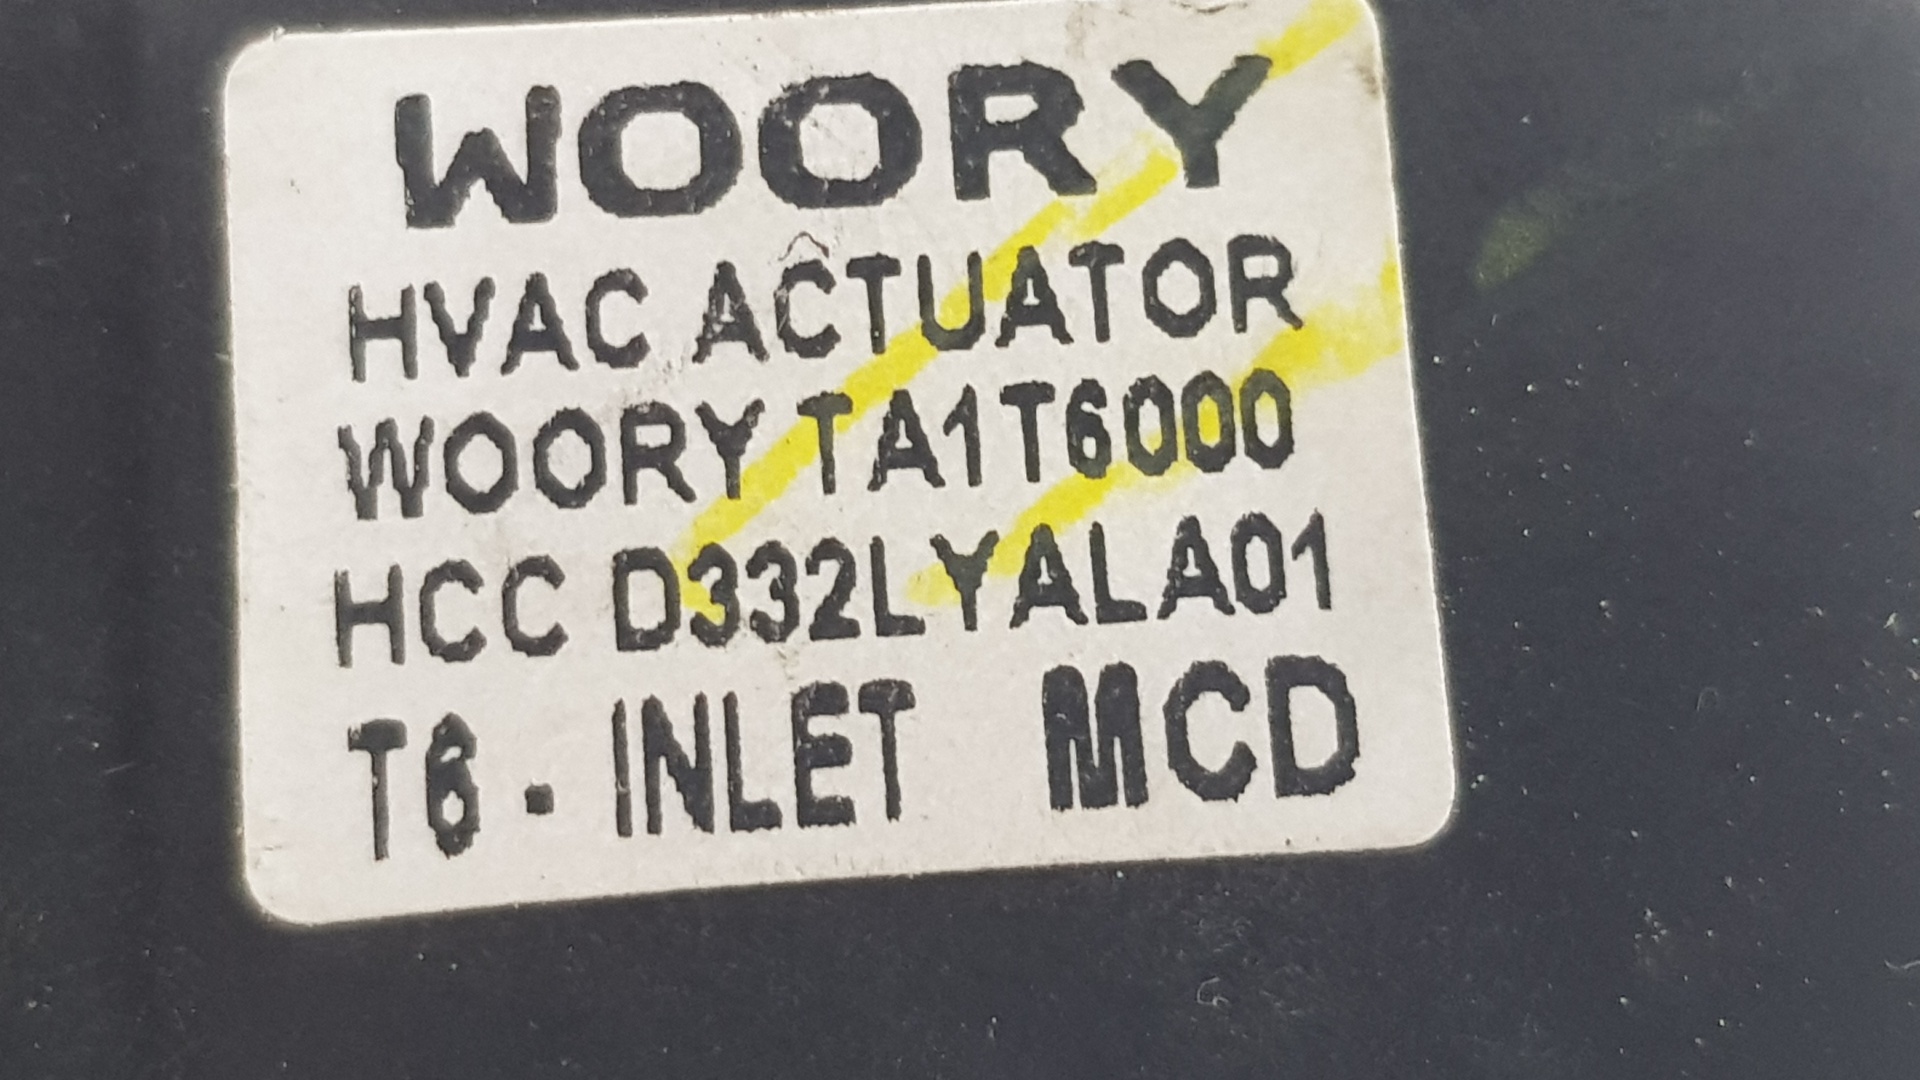 WOORY
HVAC ACTUATOR
WOORY TA1T6000
HCC D332LYALA01
T6 - INLET MCD